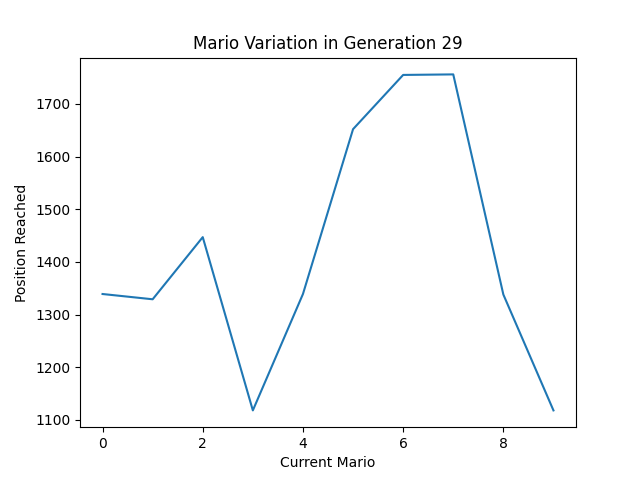 Mario Variation in Generation 29
Position Reached
1700
1600
1500
1400
1300
1200
1100
0 2 4 6 8
Current Mario